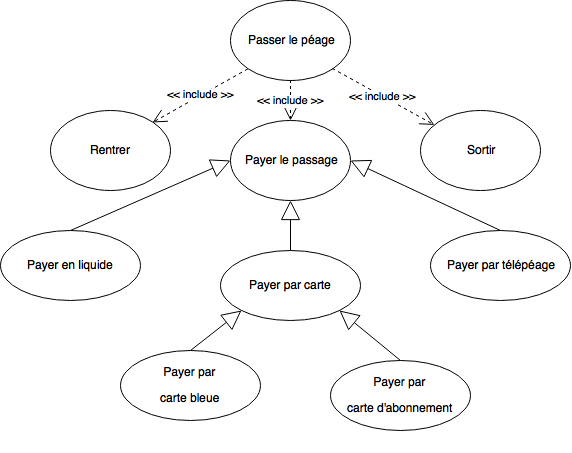 Passer le péage
<< include >>
<< include >>
<< include >>
Rentrer
Payer le passage
Sortir
Payer en liquide
Payer par carte
Payer par télépéage
Payer par
carte bleue
Payer par
carte d'abonnement